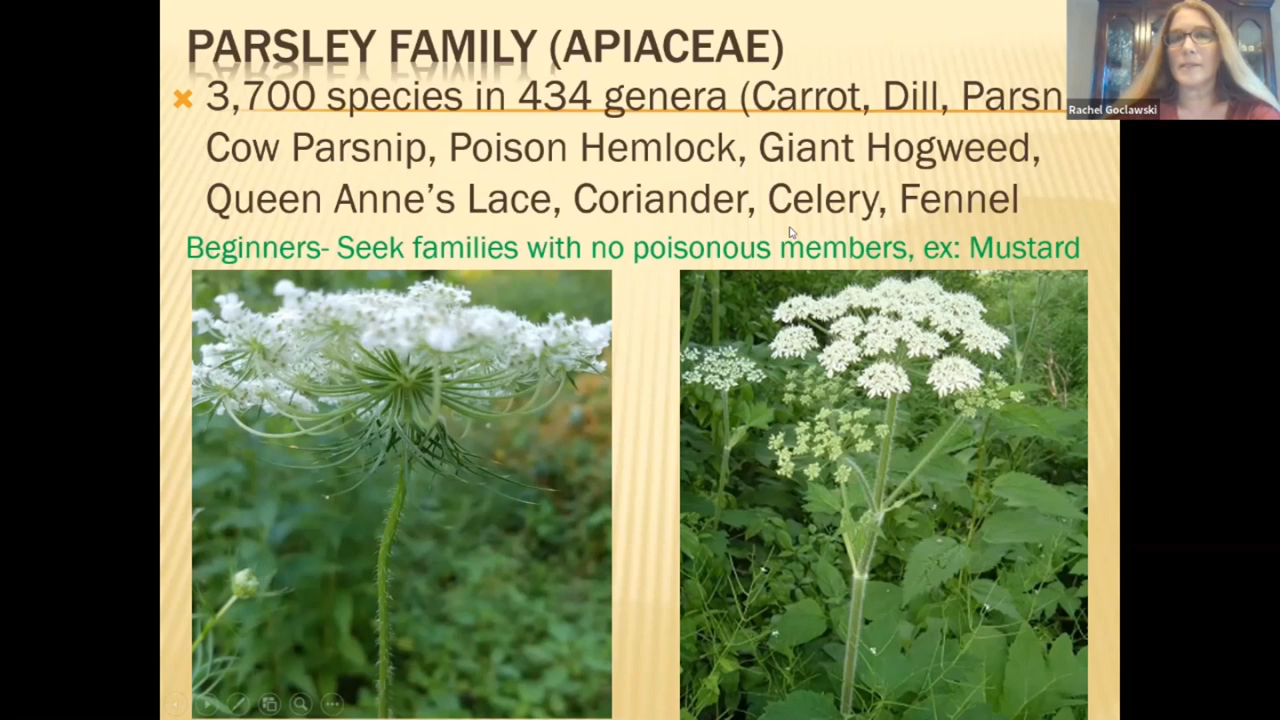 PARSLEY FAMILY (APIACEAE)
3,700 species in 434 genera (Carrot, Dill,
Cow Parsnip, Poison Hemlock, Giant Hogweed,
Queen Anne's Lace, Coriander, Celery, Fennel
Beginners- Seek families with no poisonous members, ex: Mustard
Rachel Goclawski